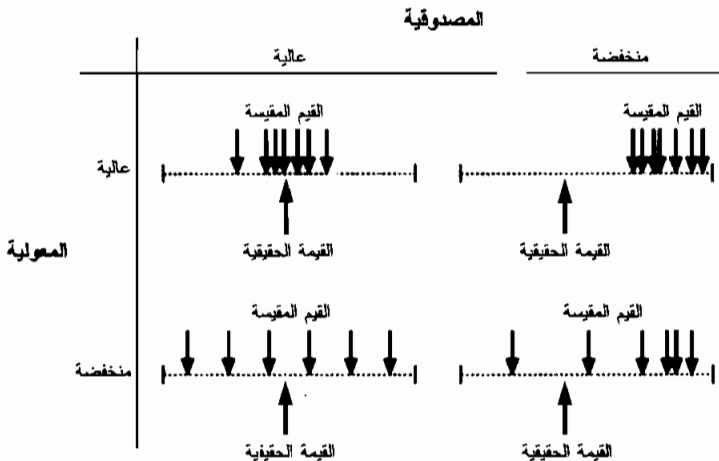 المصدوقية
عالية
منخفضة
القيم المقيسة
القيم المقيسة
عالية
القيمة الحقيقية
القيمة الحقيقية
المعولية
القيم المقيسة
القيم المقيسة
منخفضة
القيمة الحقيقية
القيمة الحقيقية